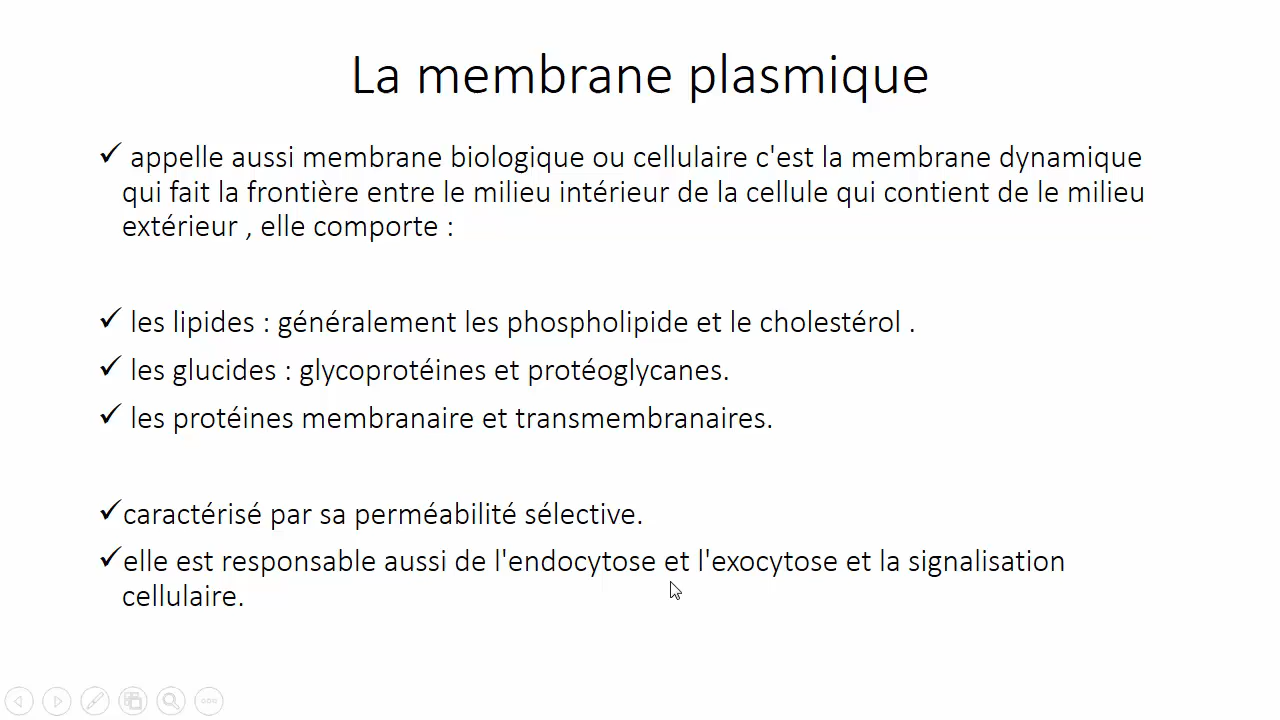 La membrane plasmique
✓ appelle aussi membrane biologique ou cellulaire c'est la membrane dynamique
qui fait la frontière entre le milieu intérieur de la cellule qui contient de le milieu
extérieur , elle comporte :
✓ les lipides : généralement les phospholipide et le cholestérol .
✓ les glucides : glycoprotéines et protéoglycanes.
✓ les protéines membranaire et transmembranaires.
✓caractérisé par sa perméabilité sélective.
✓elle est responsable aussi de l'endocytose et l'exocytose et la signalisation
cellulaire.